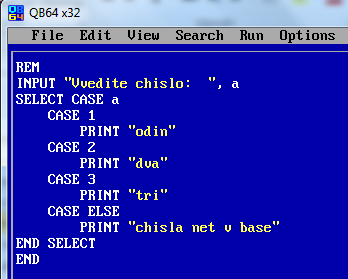 QB64 x32
File Edit View Search Run Options
REM
INPUT "Vvedite chislo:  ", a
SELECT CASE a
    CASE 1
        PRINT "odin"
    CASE 2
        PRINT "dva"
    CASE 3
        PRINT "tri"
    CASE ELSE
        PRINT "chisla net v base"
END SELECT
END